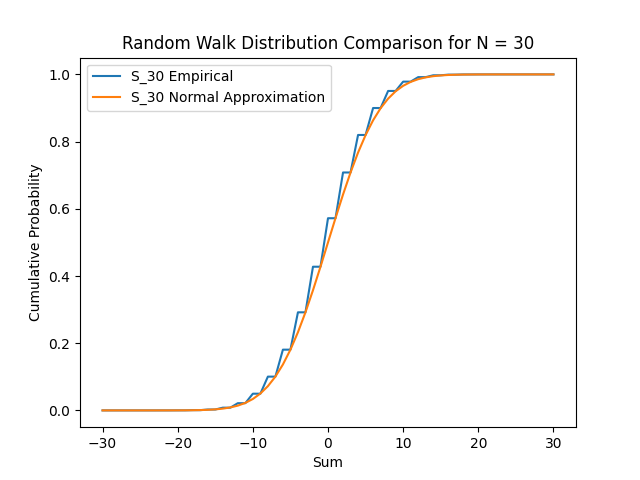 Random Walk Distribution Comparison for N = 30
S_30 Empirical
S_30 Normal Approximation
Cumulative Probability
1.0
0.8
0.6
0.4
0.2
0.0
−30 −20 −10 0 10 20 30
Sum